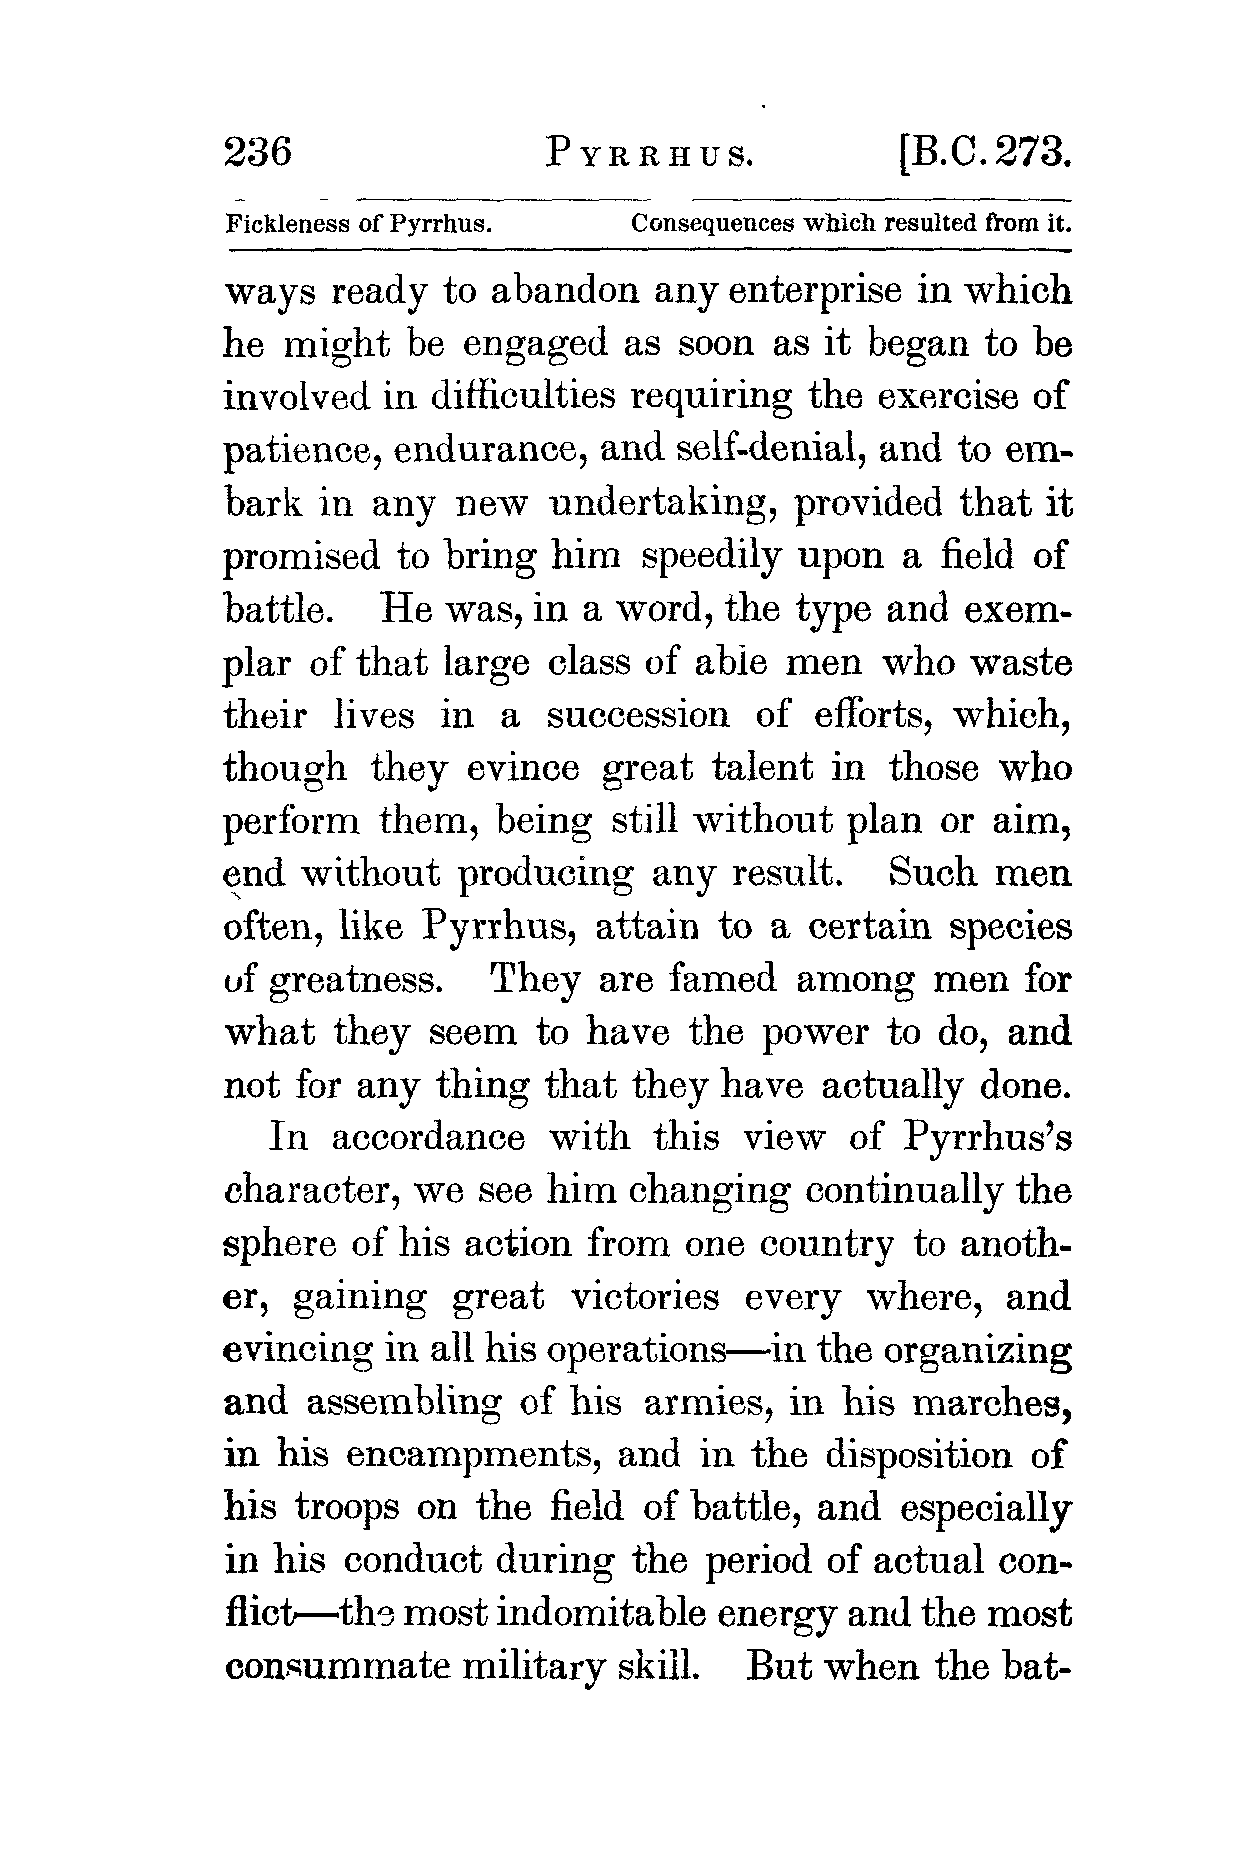 236 PYRRHUS. [B.C. 273.
Fickleness of Pyrrhus. Consequences which resulted from it.
ways ready to abandon any enterprise in which
he might be engaged as soon as it began to be
involved in difficulties requiring the exercise of
patience, endurance, and self-denial, and to em-
bark in any new undertaking, provided that it
promised to bring him speedily upon a field of
battle. He was, in a word, the type and exem-
plar of that large class of able men who waste
their lives in a succession of efforts, which,
though they evince great talent in those who
perform them, being still without plan or aim,
end without producing any result. Such men
often, like Pyrrhus, attain to a certain species
of greatness. They are famed among men for
what they seem to have the power to do, and
not for any thing that they have actually done.
In accordance with this view of Pyrrhus's
character, we see him changing continually the
sphere of his action from one country to anoth-
er, gaining great victories every where, and
evincing in all his operations—in the organizing
and assembling of his armies, in his marches,
in his encampments, and in the disposition of
his troops on the field of battle, and especially
in his conduct during the period of actual con-
flict—the most indomitable energy and the most
consummate military skill. But when the bat-